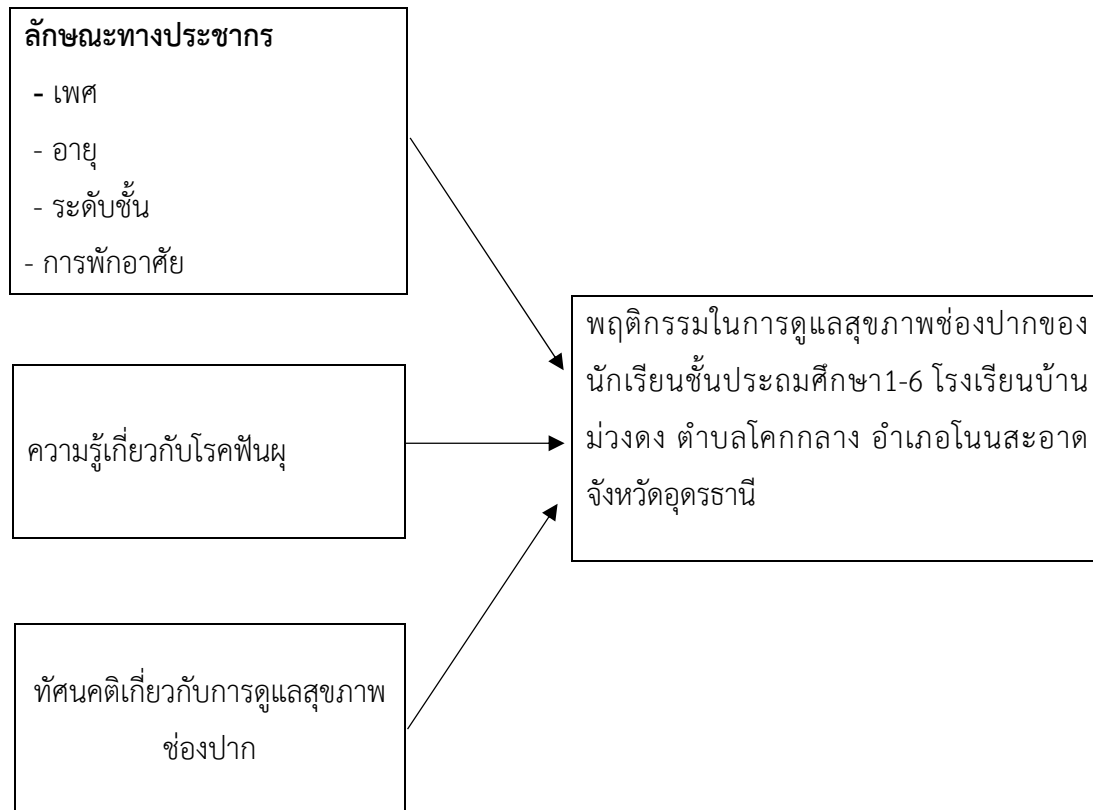 ลักษณะทางประชากร
- เพศ
- อายุ
- ระดับชั้น
- การพักอาศัย
ความรู้เกี่ยวกับโรคฟันผุ
ทัศนคติเกี่ยวกับการดูแลสุขภาพ
ช่องปาก
พฤติกรรมในการดูแลสุขภาพช่องปากของ
นักเรียนชั้นประถมศึกษา1-6 โรงเรียนบ้าน
ม่วงดง ตำบลโคกกลาง อำเภอโนนสะอาด
จังหวัดอุดรธานี